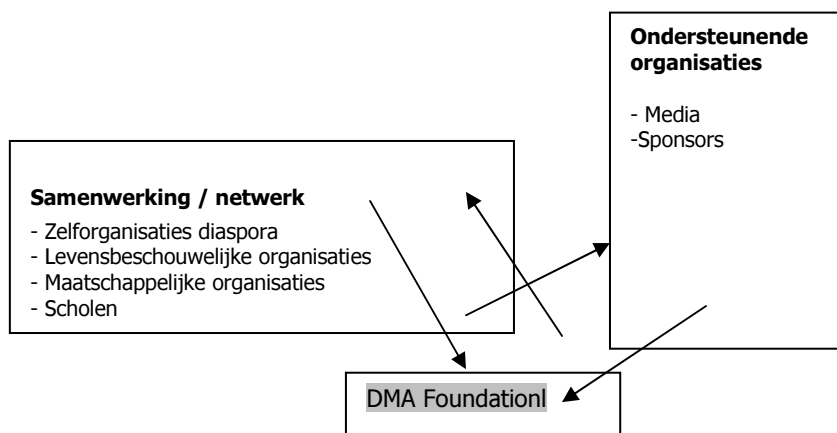 Ondersteunende
organisaties
- Media
-Sponsors
Samenwerking / netwerk
- Zelforganisaties diaspora
- Levensbeschouwelijke organisaties
- Maatschappelijke organisaties
- Scholen
DMA Foundationl